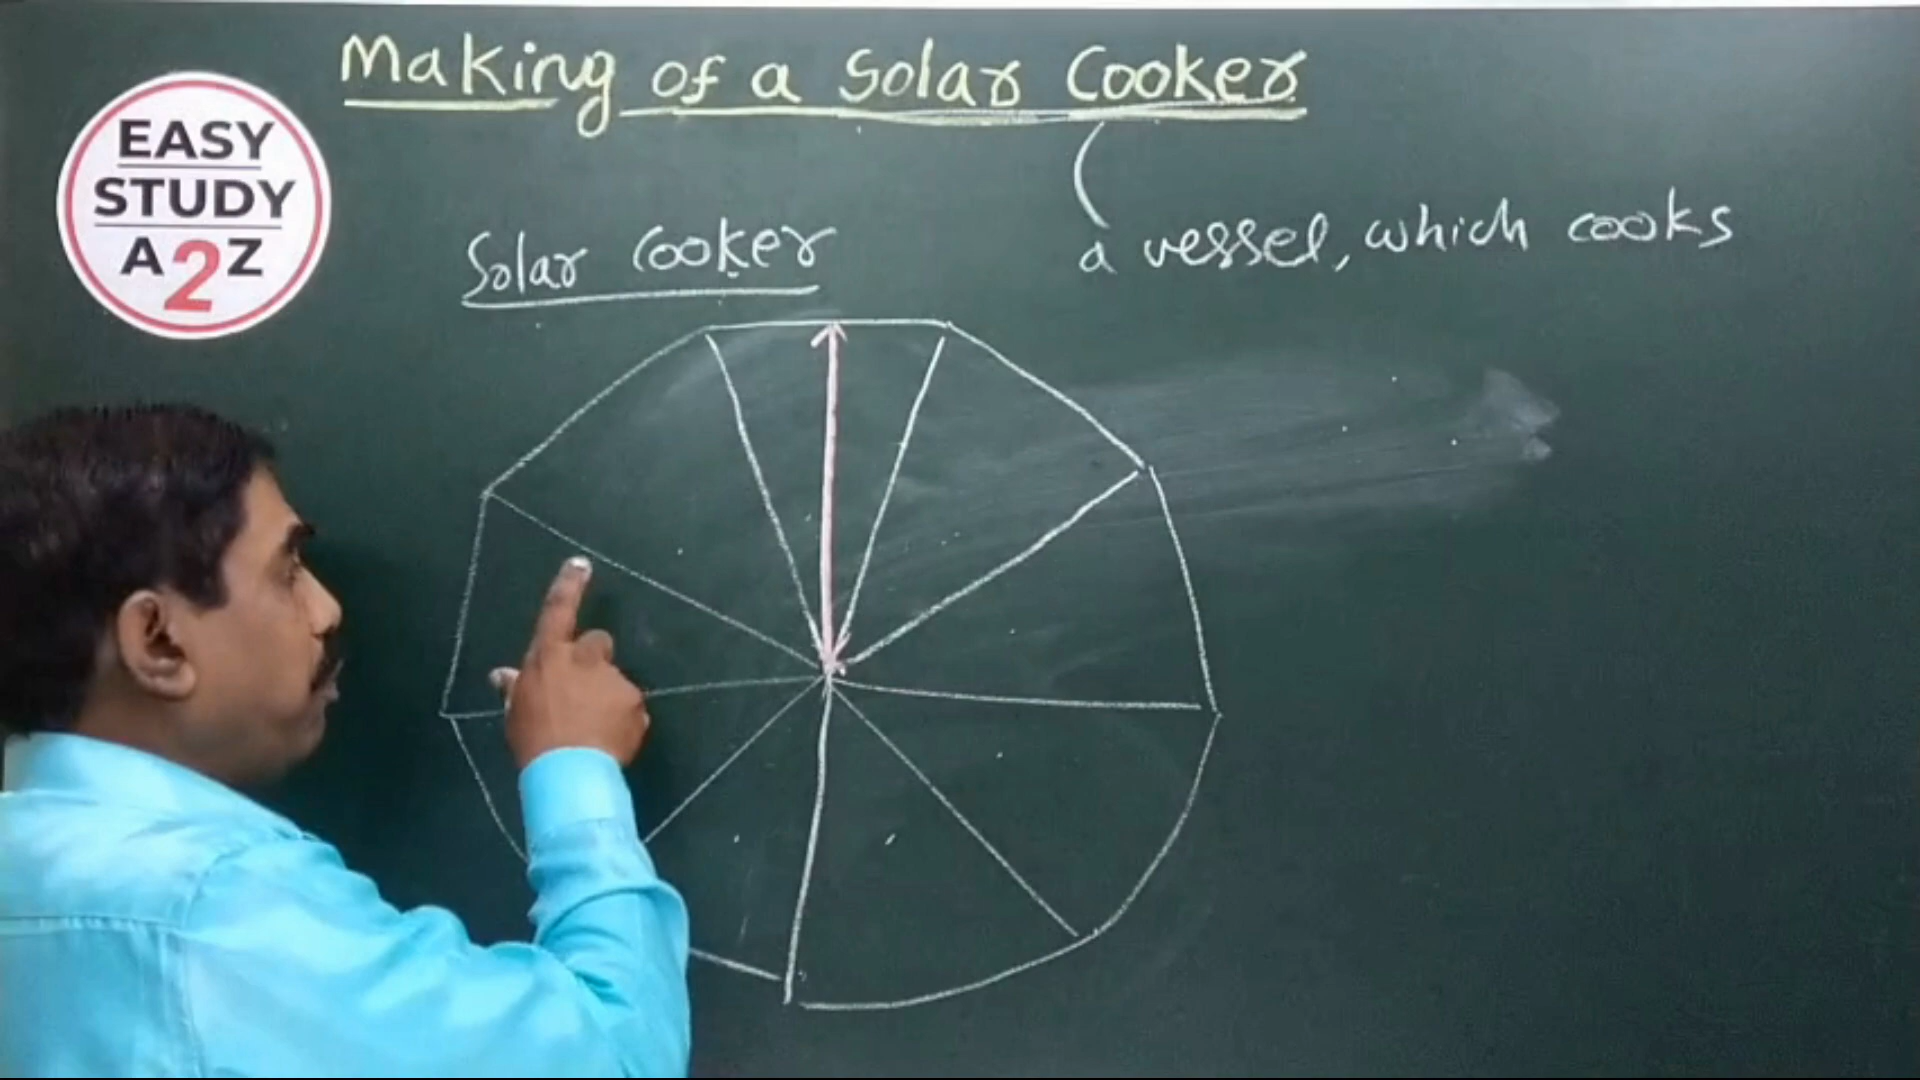 Making of a Solar Cooker
EASY
STUDY
A2Z
Solar Cooker
a vessel, which cooks